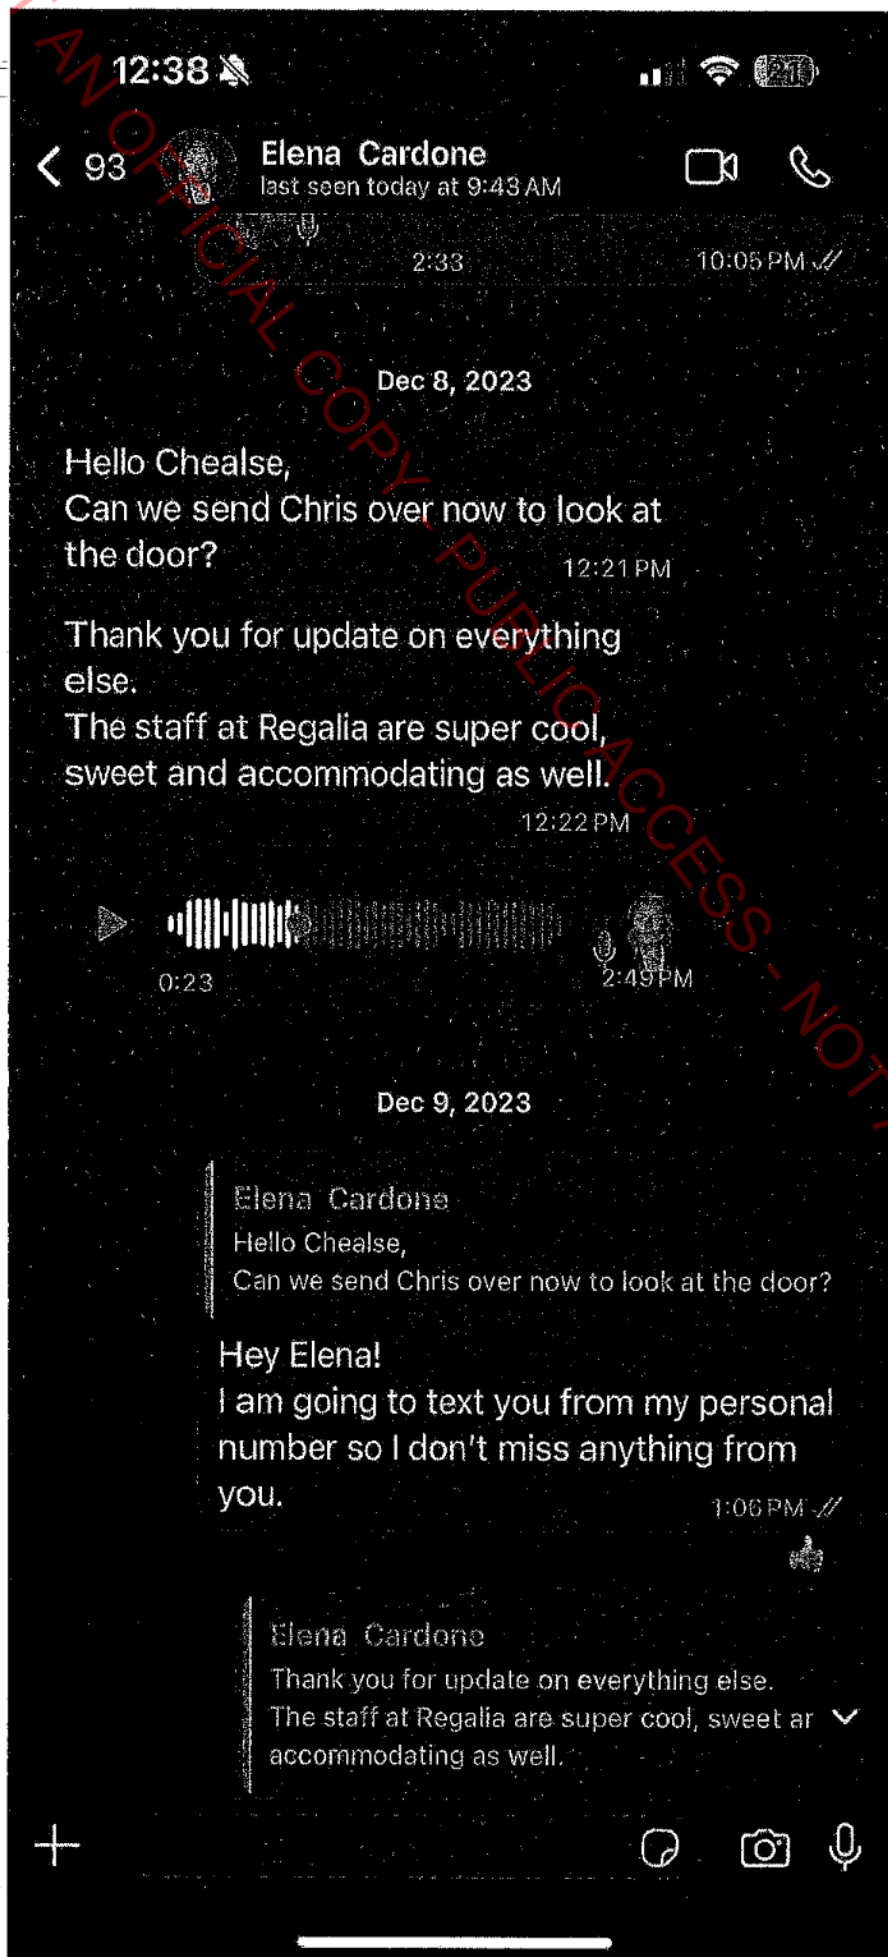 12:38
21
93
Elena Cardone
last seen today at 9:43 AM
2:33
10:05 PM
Dec 8, 2023
Hello Chealse,
Can we send Chris over now to look at
the door?
12:21 PM
Thank you for update on everything
else.
The staff at Regalia are super cool,
sweet and accommodating as well.
12:22 PM
0:23
2:49 PM
Dec 9, 2023
Elena Cardone
Hello Chealse,
Can we send Chris over now to look at the door?
Hey Elena!
I am going to text you from my personal
number so I don't miss anything from
you.
1:06 PM
Elena Cardone
Thank you for update on everything else.
The staff at Regalia are super cool, sweet ar
accommodating as well.
AN OFFICIAL COPY - PUBLIC ACCESS - NOT